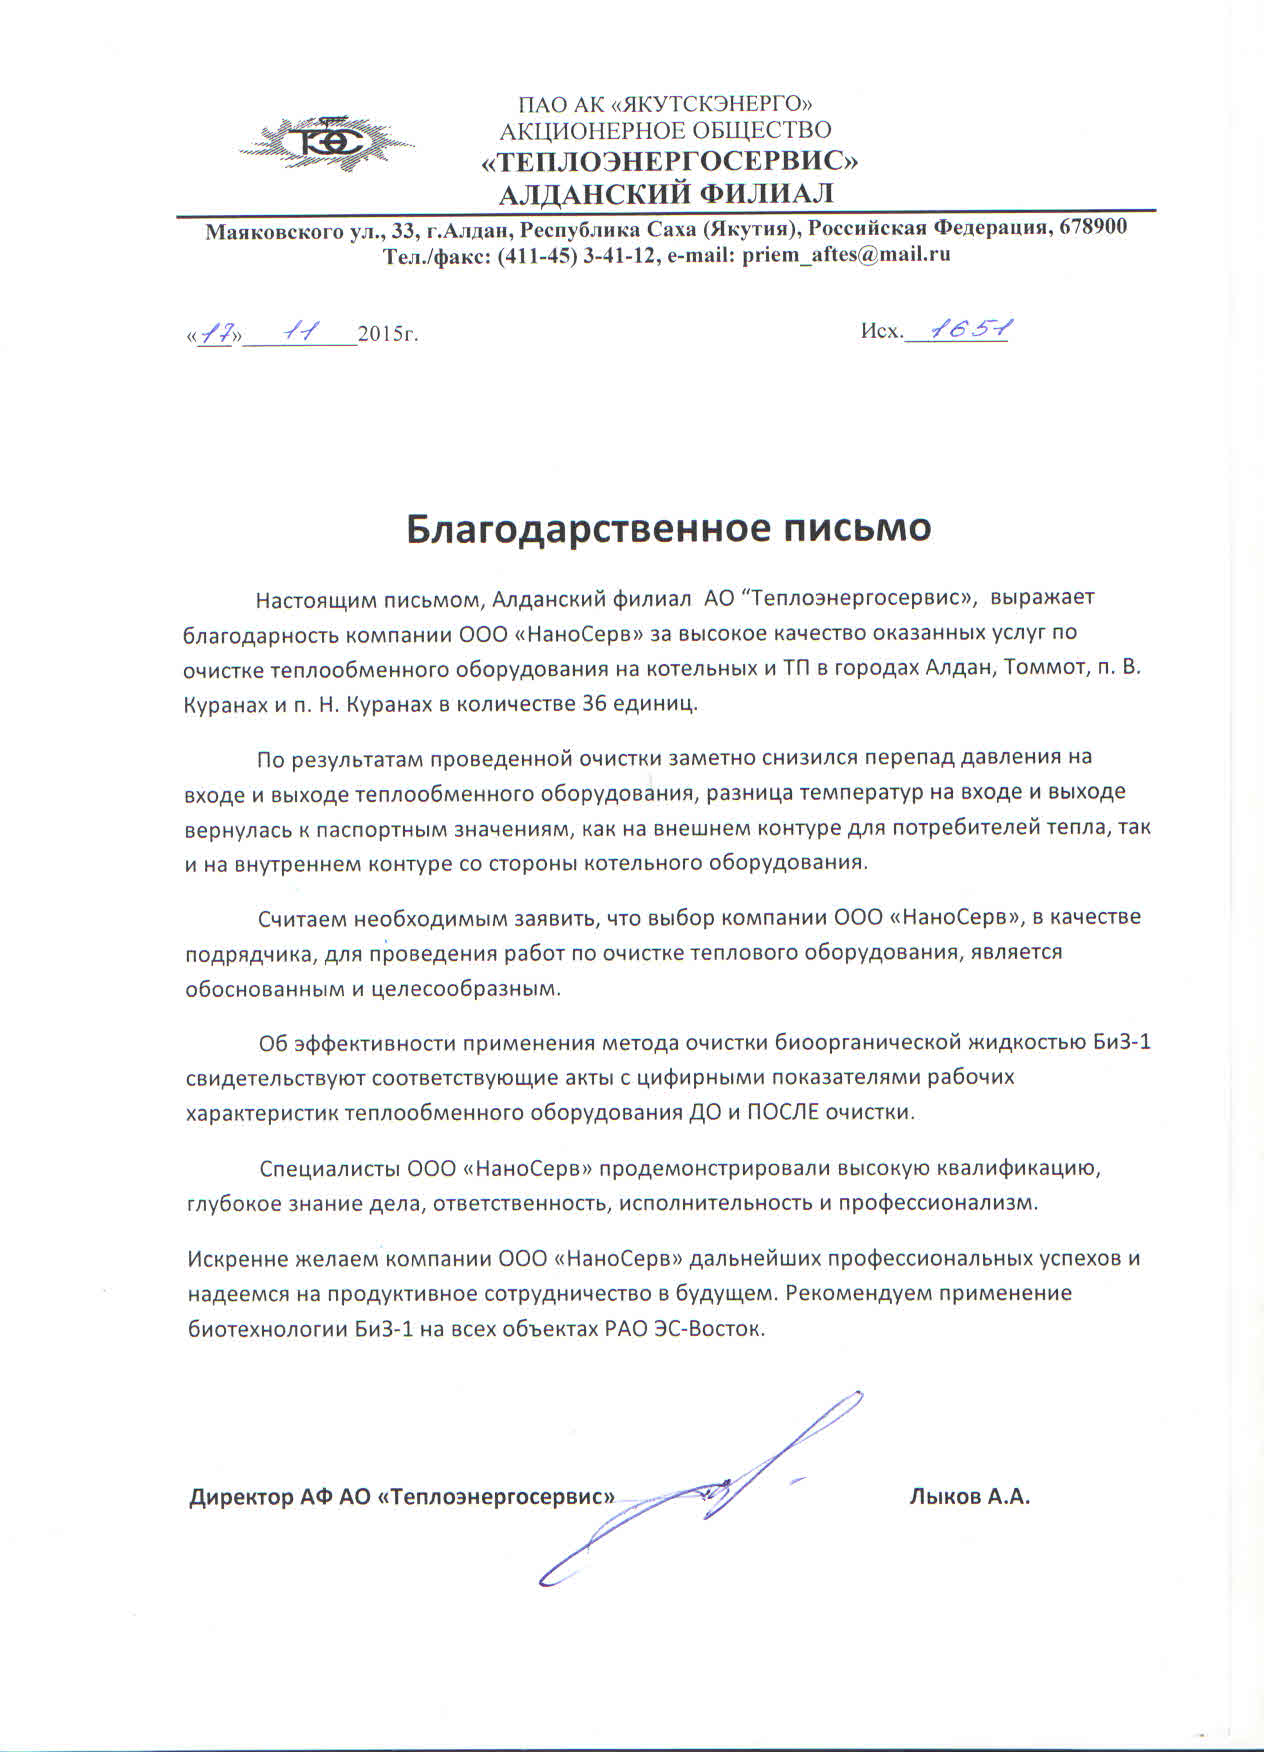 ПАО АК «ЯКУТСКЭНЕРГО»
АКЦИОНЕРНОЕ ОБЩЕСТВО
«ТЕПЛОЭНЕРГОСЕРВИС»
АЛДАНСКИЙ ФИЛИАЛ
ТЭС
Маяковского ул., 33, г.Алдан, Республика Саха (Якутия), Российская Федерация, 678900
Тел./факс: (411-45) 3-41-12, e-mail: priem_aftes@mail.ru
«17» 11 2015г. Исх. 1651
Благодарственное письмо
Настоящим письмом, Алданский филиал АО “Теплоэнергосервис», выражает
благодарность компании ООО «НаноСерв» за высокое качество оказанных услуг по
очистке теплообменного оборудования на котельных и ТП в городах Алдан, Томмот, п. В.
Куранах и п. Н. Куранах в количестве 36 единиц.
По результатам проведенной очистки заметно снизился перепад давления на
входе и выходе теплообменного оборудования, разница температур на входе и выходе
вернулась к паспортным значениям, как на внешнем контуре для потребителей тепла, так
и на внутреннем контуре со стороны котельного оборудования.
Считаем необходимым заявить, что выбор компании ООО «НаноСерв», в качестве
подрядчика, для проведения работ по очистке теплового оборудования, является
обоснованным и целесообразным.
Об эффективности применения метода очистки биоорганической жидкостью БиЗ-1
свидетельствуют соответствующие акты с цифирными показателями рабочих
характеристик теплообменного оборудования ДО и ПОСЛЕ очистки.
Специалисты ООО «НаноСерв» продемонстрировали высокую квалификацию,
глубокое знание дела, ответственность, исполнительность и профессионализм.
Искренне желаем компании ООО «НаноСерв» дальнейших профессиональных успехов и
надеемся на продуктивное сотрудничество в будущем. Рекомендуем применение
биотехнологии БиЗ-1 на всех объектах РАО ЭС-Восток.
Директор АФ АО «Теплоэнергосервис» Лыков А.А.